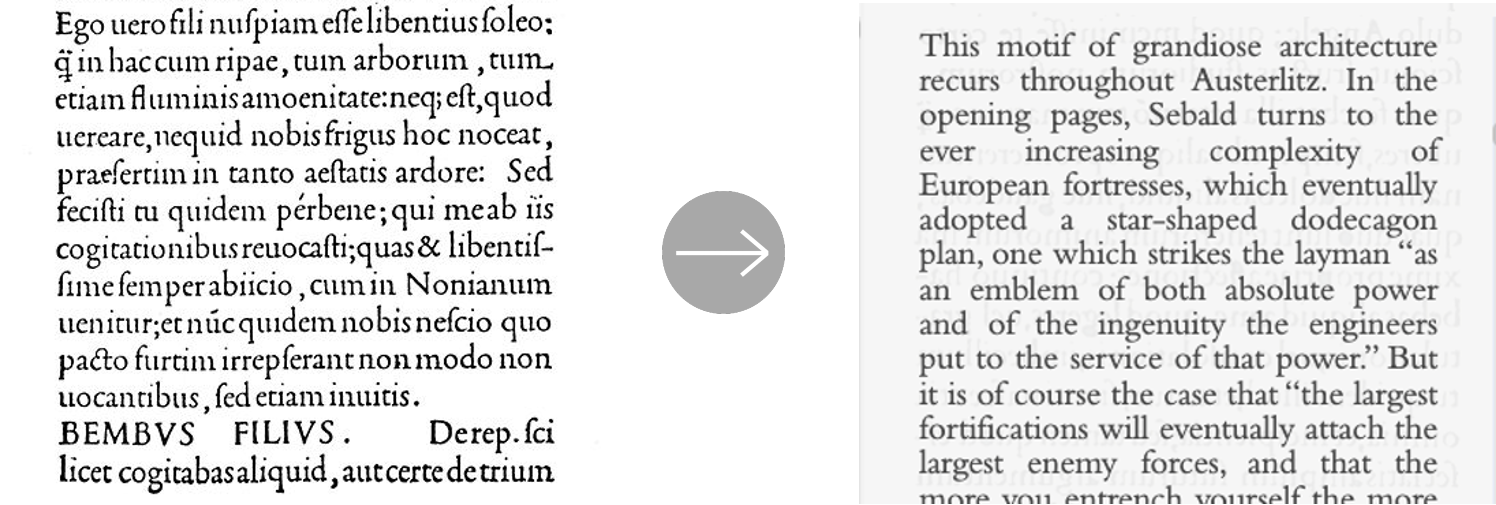 Ego uero fili nuſpiam eſſe libentius ſoleo;
q̈ in hac cum ripae, tum arborum, tum
etiam fluminis amoenitate: neq; eſt, quod
uereare, nequid nobis frigus hoc noceat,
praeſertim in tanto aeſtatis ardore: Sed
feciſti tu quidem pérbene; qui me ab iis
cogitationibus reuocaſti; quas & libentiſ-
ſime ſemper abiicio, cum in Nonianum
uenitur; et núc quidem nobis neſcio quo
pacto furtim irrepſerant non modo non
uocantibus, ſed etiam inuitis.
BEMBVS FILIVS. De rep. ſci
licet cogitabas aliquid, aut certe de trium
This motif of grandiose architecture
recurs throughout Austerlitz. In the
opening pages, Sebald turns to the
ever increasing complexity of
European fortresses, which eventually
adopted a star-shaped dodecagon
plan, one which strikes the layman “as
an emblem of both absolute power
and of the ingenuity the engineers
put to the service of that power.” But
it is of course the case that “the largest
fortifications will eventually attach the
largest enemy forces, and that the
more you entrench yourself the more